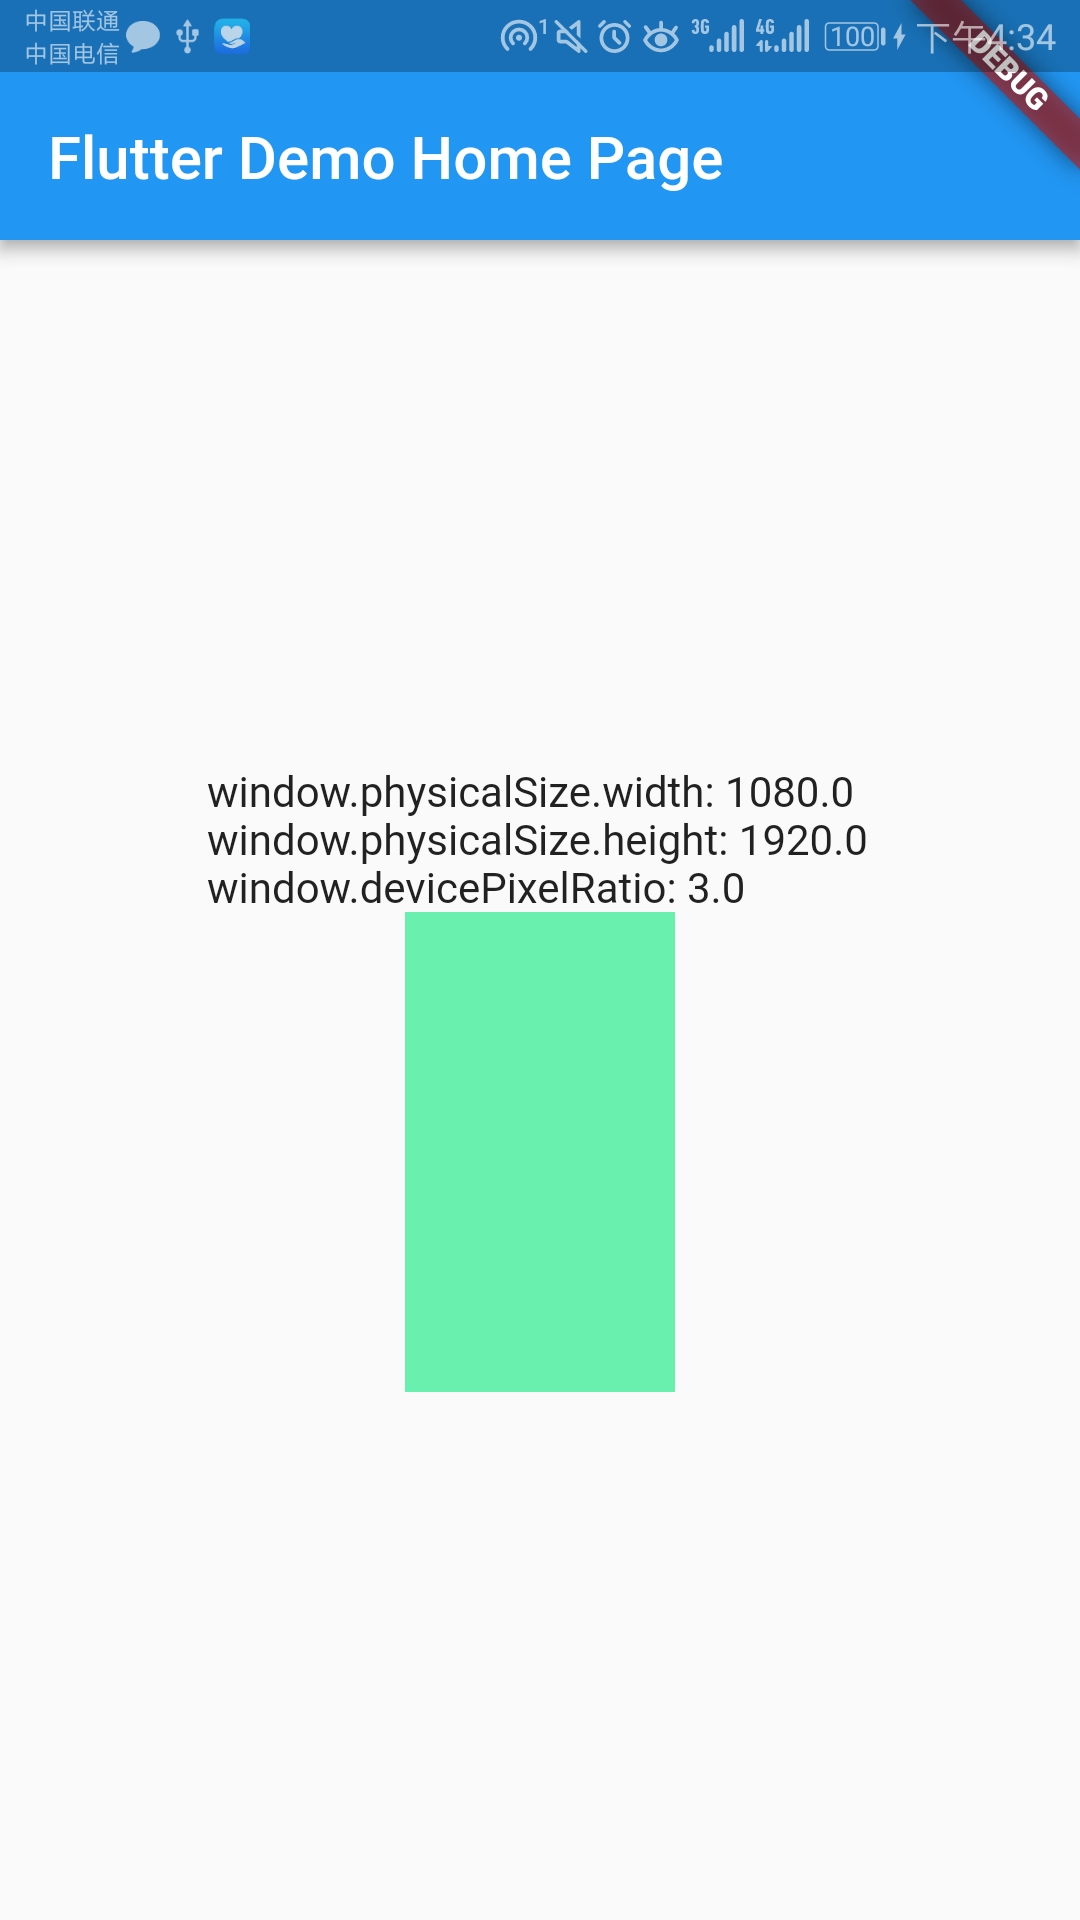 中国联通
中国电信
1 3G 4G 100 下午4:34
DEBUG
Flutter Demo Home Page
window.physicalSize.width: 1080.0
window.physicalSize.height: 1920.0
window.devicePixelRatio: 3.0